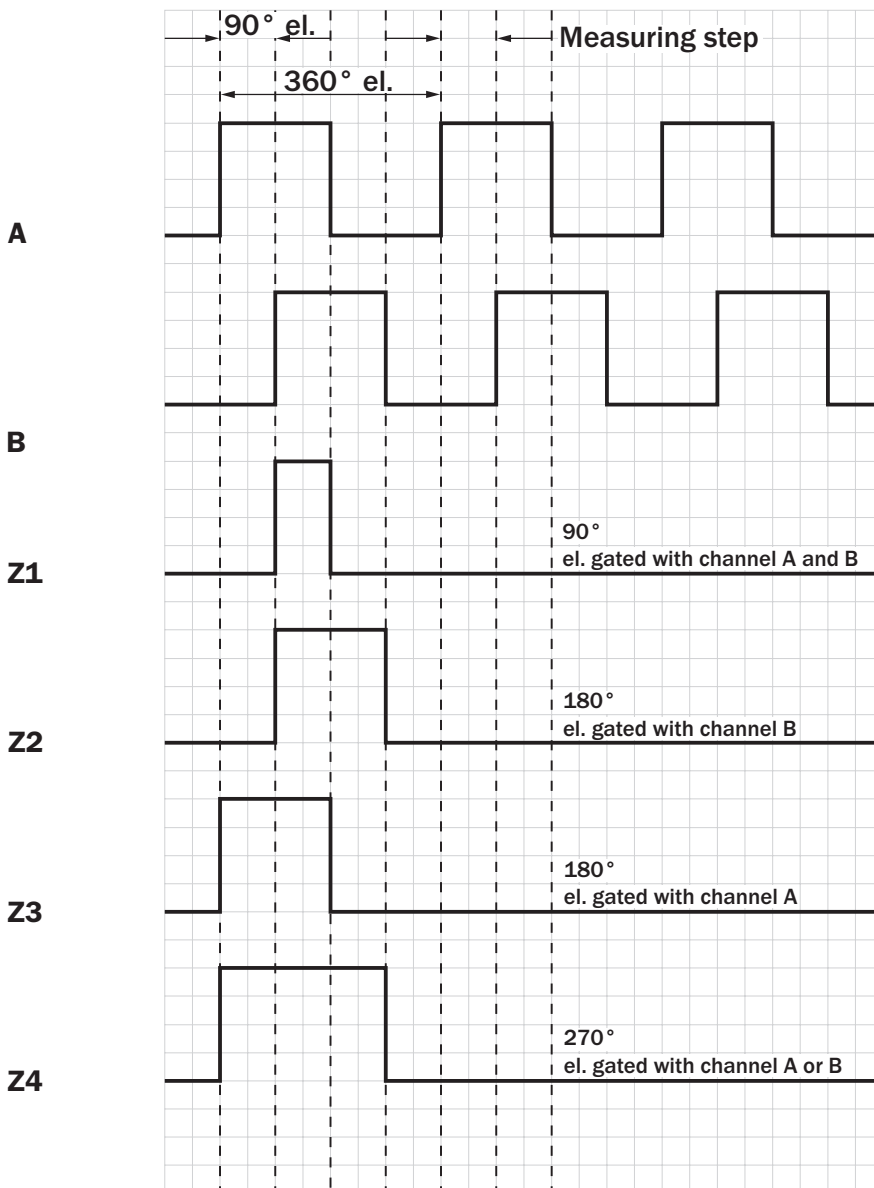 90° el.
Measuring step
360° el.
A
B
90°
el. gated with channel A and B
Z1
180°
el. gated with channel B
Z2
180°
el. gated with channel A
Z3
270°
el. gated with channel A or B
Z4